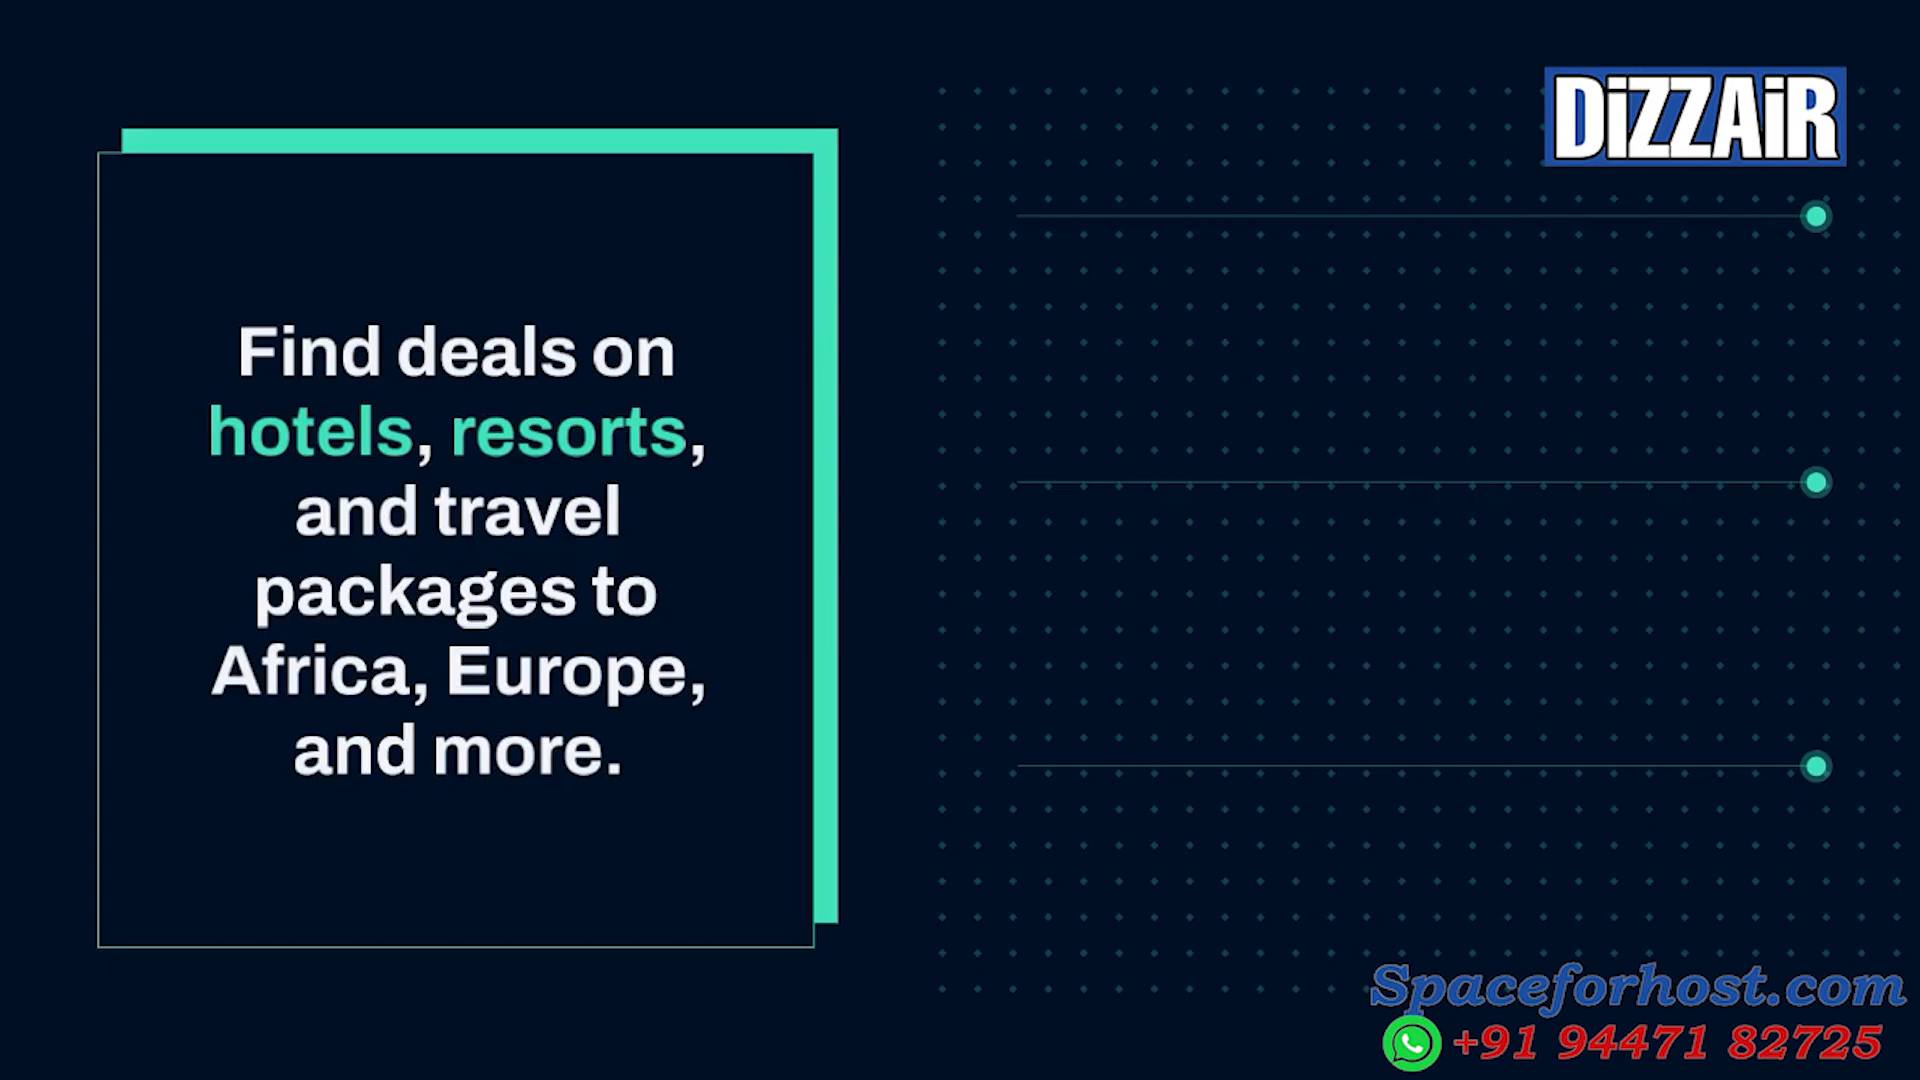 DiZZAiR
Find deals on
hotels, resorts,
and travel
packages to
Africa, Europe,
and more.
Spaceforhost.com
+91 94471 82725